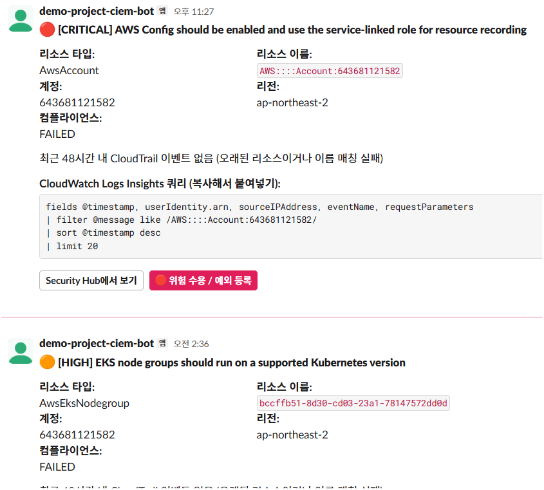 demo-project-ciem-bot 앱 오후 11:27
[CRITICAL] AWS Config should be enabled and use the service-linked role for resource recording
리소스 타입: 리소스 이름:
AwsAccount AWS::::Account:643681121582
계정: 리전:
643681121582 ap-northeast-2
컴플라이언스:
FAILED
최근 48시간 내 CloudTrail 이벤트 없음 (오래된 리소스이거나 이름 매칭 실패)
CloudWatch Logs Insights 쿼리 (복사해서 붙여넣기):
fields @timestamp, userIdentity.arn, sourceIPAddress, eventName, requestParameters
| filter @message like /AWS::::Account:643681121582/
| sort @timestamp desc
| limit 20
Security Hub에서 보기 위험 수용 / 예외 등록
demo-project-ciem-bot 앱 오전 2:36
[HIGH] EKS node groups should run on a supported Kubernetes version
리소스 타입: 리소스 이름:
AwsEksNodegroup bccffb51-8d30-cd03-23a1-78147572dd0d
계정: 리전:
643681121582 ap-northeast-2
컴플라이언스:
FAILED